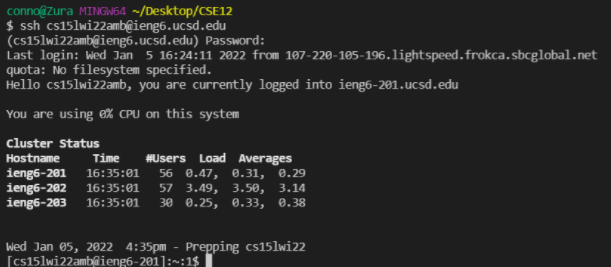 conno@Zura MINGW64 ~/Desktop/CSE12
$ ssh cs15lwi22amb@ieng6.ucsd.edu
(cs15lwi22amb@ieng6.ucsd.edu) Password:
Last login: Wed Jan  5 16:24:11 2022 from 107-220-105-196.lightspeed.frokca.sbcglobal.net
quota: No filesystem specified.
Hello cs15lwi22amb, you are currently logged into ieng6-201.ucsd.edu
You are using 0% CPU on this system
Cluster Status
Hostname     Time    #Users  Load  Averages
ieng6-201   16:35:01   56  0.47,  0.31,  0.29
ieng6-202   16:35:01   57  3.49,  3.50,  3.14
ieng6-203   16:35:01   30  0.25,  0.33,  0.38
Wed Jan 05, 2022  4:35pm - Prepping cs15lwi22
[cs15lwi22amb@ieng6-201]:~:1$